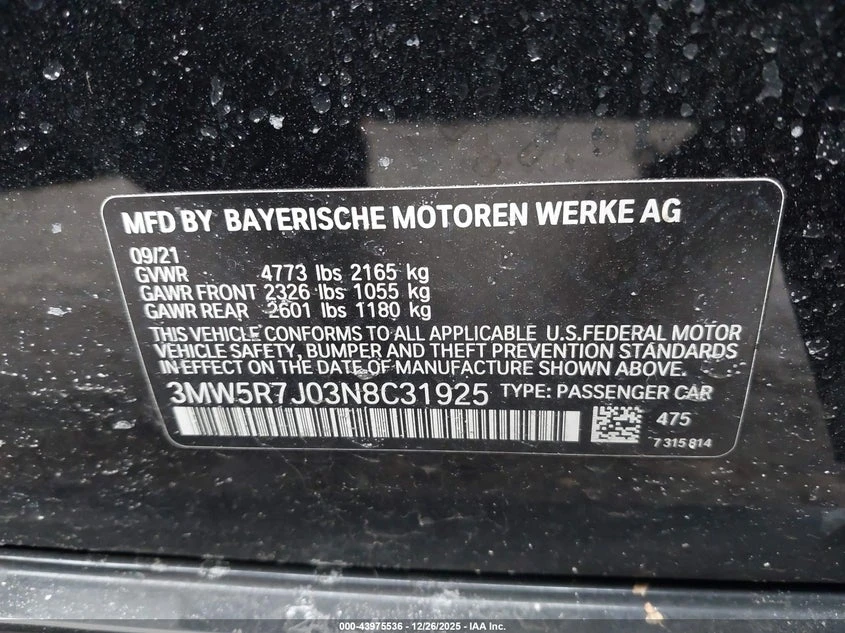 MFD BY BAYERISCHE MOTOREN WERKE AG
09/21
GVWR 4773 lbs 2165 kg
GAWR FRONT 2326 lbs 1055 kg
GAWR REAR 2601 lbs 1180 kg
THIS VEHICLE CONFORMS TO ALL APPLICABLE U.S.FEDERAL MOTOR
VEHICLE SAFETY, BUMPER AND THEFT PREVENTION STANDARDS
IN EFFECT ON THE DATE OF MANUFACTURE SHOWN ABOVE.
3MW5R7J03N8C31925 TYPE: PASSENGER CAR
475
7315814
000-43975536 - 12/26/2025 - IAA Inc.